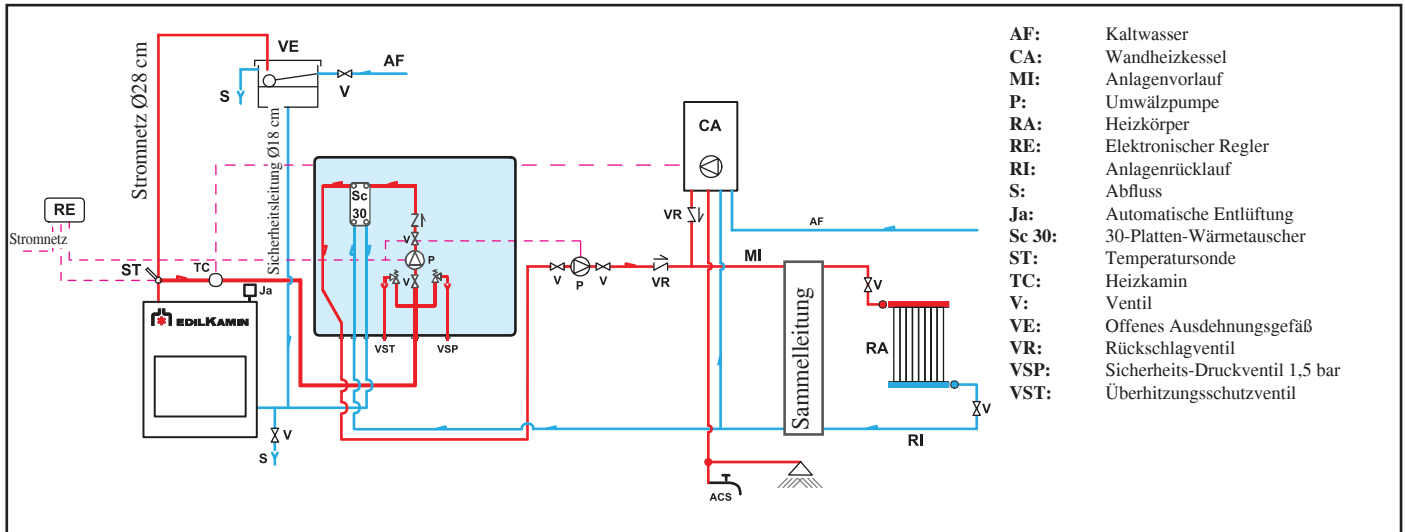 VE
AF
S
V
Stromnetz Ø28 cm
Sicherheitsleitung Ø18 cm
RE
Stromnetz
ST
TC
Ja
EDILKAMIN
V
S
Sc
30
V
P
V
VST
VSP
CA
VR
AF
V
P
V
VR
MI
Sammelleitung
V
RA
V
RI
ACS
AF: Kaltwasser
CA: Wandheizkessel
MI: Anlagenvorlauf
P: Umwälzpumpe
RA: Heizkörper
RE: Elektronischer Regler
RI: Anlagenrücklauf
S: Abfluss
Ja: Automatische Entlüftung
Sc 30: 30-Platten-Wärmetauscher
ST: Temperatursonde
TC: Heizkamin
V: Ventil
VE: Offenes Ausdehnungsgefäß
VR: Rückschlagventil
VSP: Sicherheits-Druckventil 1,5 bar
VST: Überhitzungsschutzventil